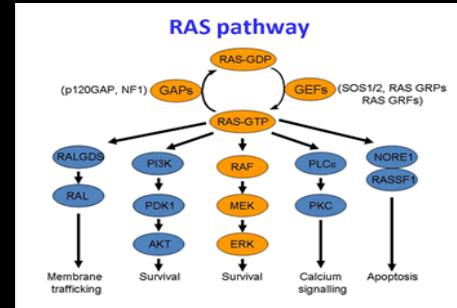 RAS pathway
RAS-GDP
(p120GAP, NF1)
GAPs
GEFs
(SOS1/2, RAS GRPs
RAS GRFs)
RAS-GTP
RALGDS
PI3K
RAF
PLCs
NORE1
RASSF1
RAL
PDK1
MEK
PKC
AKT
ERK
Membrane
trafficking
Survival
Survival
Calcium
signalling
Apoptosis